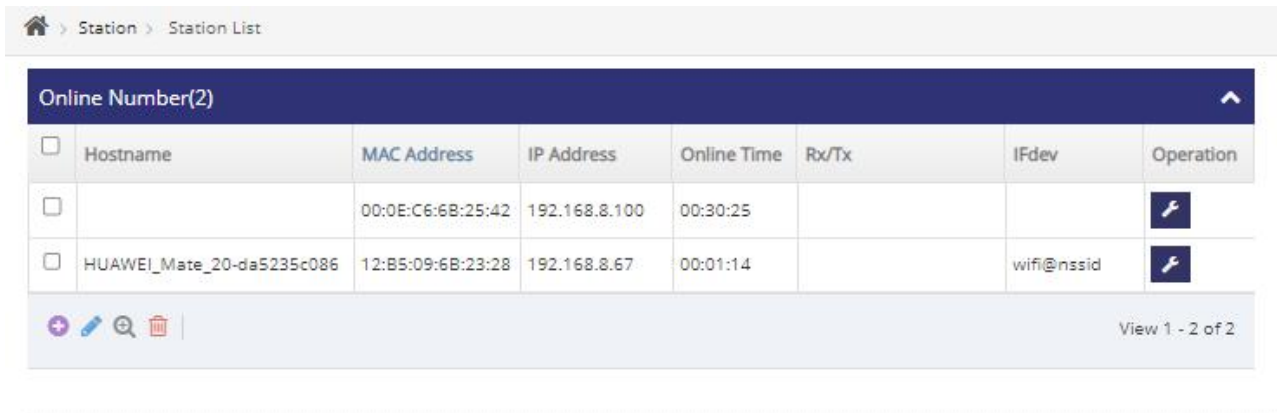 Station > Station List
Online Number(2)
Hostname MAC Address IP Address Online Time Rx/Tx IFdev Operation
00:0E:C6:6B:25:42 192.168.8.100 00:30:25
HUAWEI_Mate_20-da5235c086 12:B5:09:6B:23:28 192.168.8.67 00:01:14 wifi@nssid
View 1 - 2 of 2